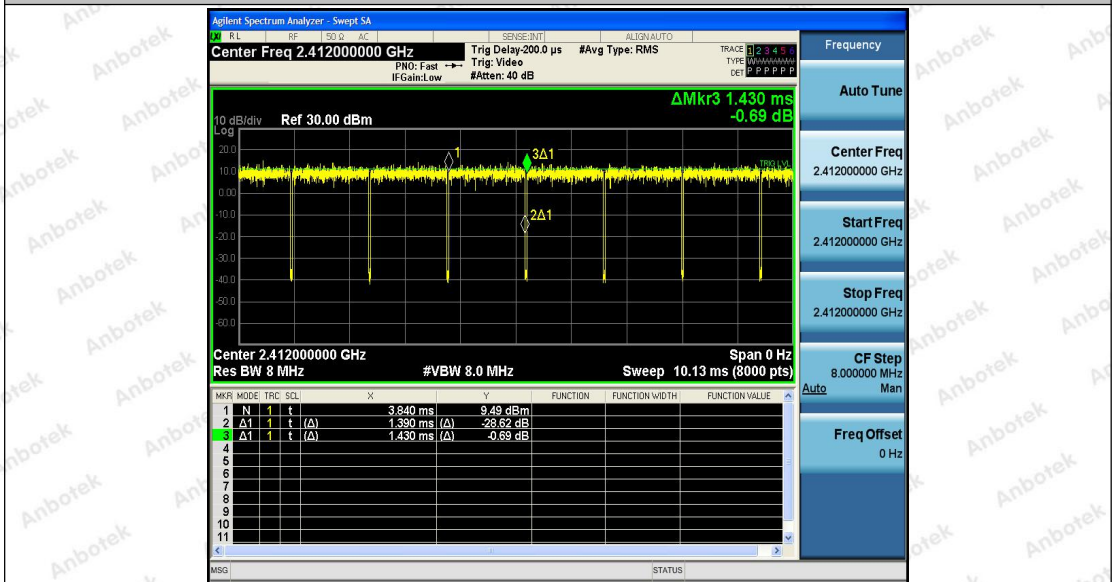 Agilent Spectrum Analyzer - Swept SA
LXI RL RF 50 Ω AC SENSE:INT ALIGNAUTO
Center Freq 2.412000000 GHz
PNO: Fast
IFGain:Low
Trig Delay-200.0 µs
Trig: Video
#Atten: 40 dB
#Avg Type: RMS
TRACE 1 2 3 4 5 6
TYPE
DET P P P P P P
ΔMkr3 1.430 ms
-0.69 dB
10 dB/div Ref 30.00 dBm
Log
20.0
10.0
0.00
-10.0
-20.0
-30.0
-40.0
-50.0
-60.0
1
3Δ1
2Δ1
TRIG LVL
Center 2.412000000 GHz Span 0 Hz
Res BW 8 MHz #VBW 8.0 MHz Sweep 10.13 ms (8000 pts)
MKR MODE TRC SCL X Y FUNCTION FUNCTION WIDTH FUNCTION VALUE
1 N 1 t 3.840 ms 9.49 dBm
2 Δ1 1 t (Δ) 1.390 ms (Δ) -28.62 dB
3 Δ1 1 t (Δ) 1.430 ms (Δ) -0.69 dB
4
5
6
7
8
9
10
11
MSG STATUS
Frequency
Auto Tune
Center Freq
2.412000000 GHz
Start Freq
2.412000000 GHz
Stop Freq
2.412000000 GHz
CF Step
8.000000 MHz
Auto Man
Freq Offset
0 Hz
Anbotek